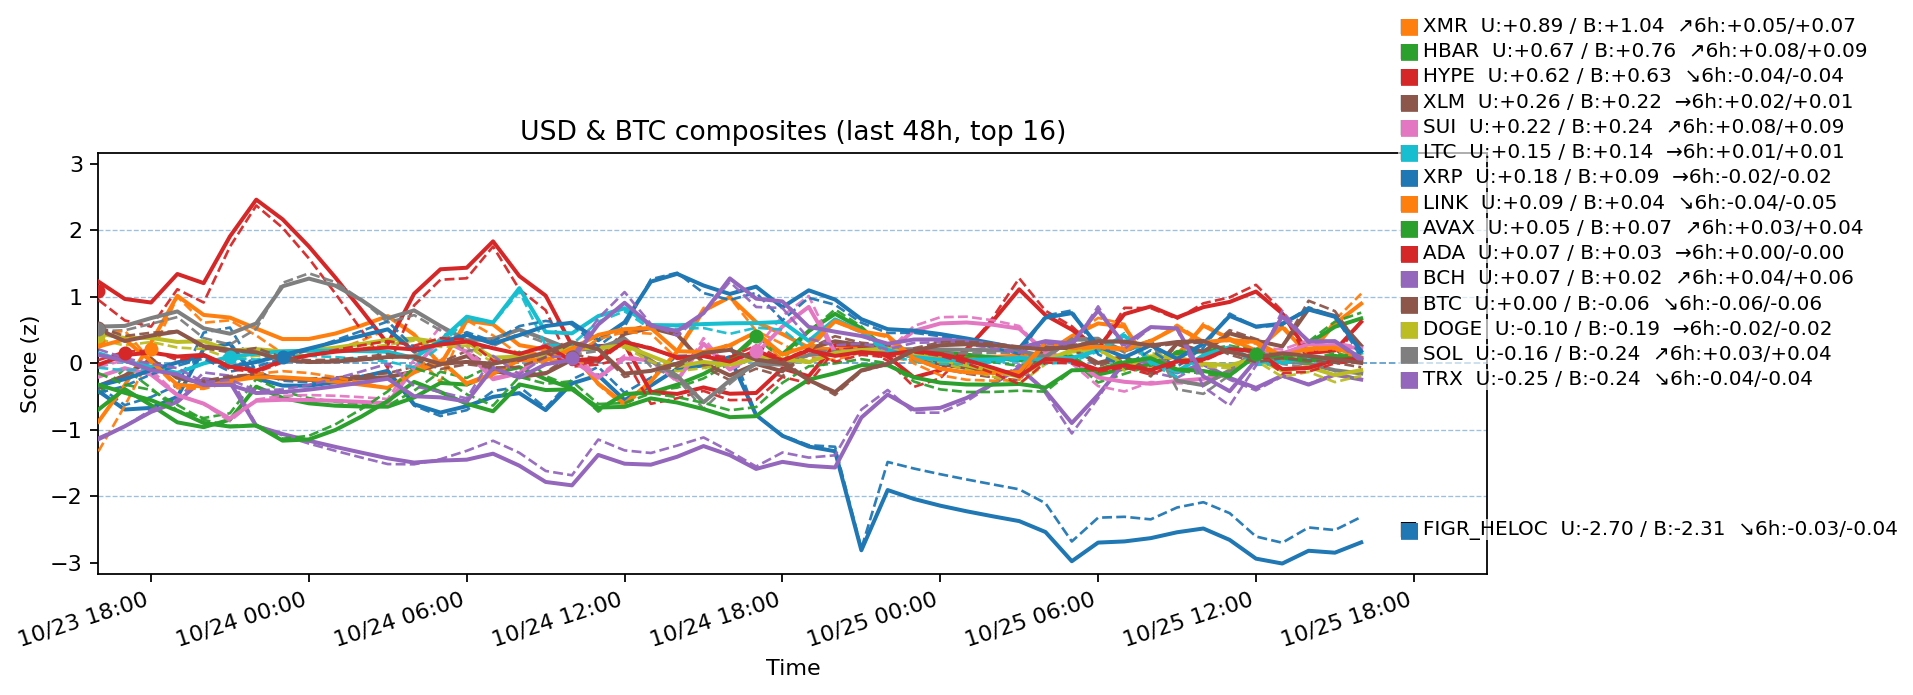 XMR  U:+0.89 / B:+1.04  ↗6h:+0.05/+0.07
HBAR  U:+0.67 / B:+0.76  ↗6h:+0.08/+0.09
HYPE  U:+0.62 / B:+0.63  ↘6h:-0.04/-0.04
XLM  U:+0.26 / B:+0.22  →6h:+0.02/+0.01
SUI  U:+0.22 / B:+0.24  ↗6h:+0.08/+0.09
LTC  U:+0.15 / B:+0.14  →6h:+0.01/+0.01
XRP  U:+0.18 / B:+0.09  →6h:-0.02/-0.02
LINK  U:+0.09 / B:+0.04  ↘6h:-0.04/-0.05
AVAX  U:+0.05 / B:+0.07  ↗6h:+0.03/+0.04
ADA  U:+0.07 / B:+0.03  →6h:+0.00/-0.00
BCH  U:+0.07 / B:+0.02  ↗6h:+0.04/+0.06
BTC  U:+0.00 / B:-0.06  ↘6h:-0.06/-0.06
DOGE  U:-0.10 / B:-0.19  →6h:-0.02/-0.02
SOL  U:-0.16 / B:-0.24  ↗6h:+0.03/+0.04
TRX  U:-0.25 / B:-0.24  ↘6h:-0.04/-0.04
FIGR_HELOC  U:-2.70 / B:-2.31  ↘6h:-0.03/-0.04
USD & BTC composites (last 48h, top 16)
Score (z)
3
2
1
0
−1
−2
−3
10/23 18:00
10/24 00:00
10/24 06:00
10/24 12:00
10/24 18:00
10/25 00:00
10/25 06:00
10/25 12:00
10/25 18:00
Time